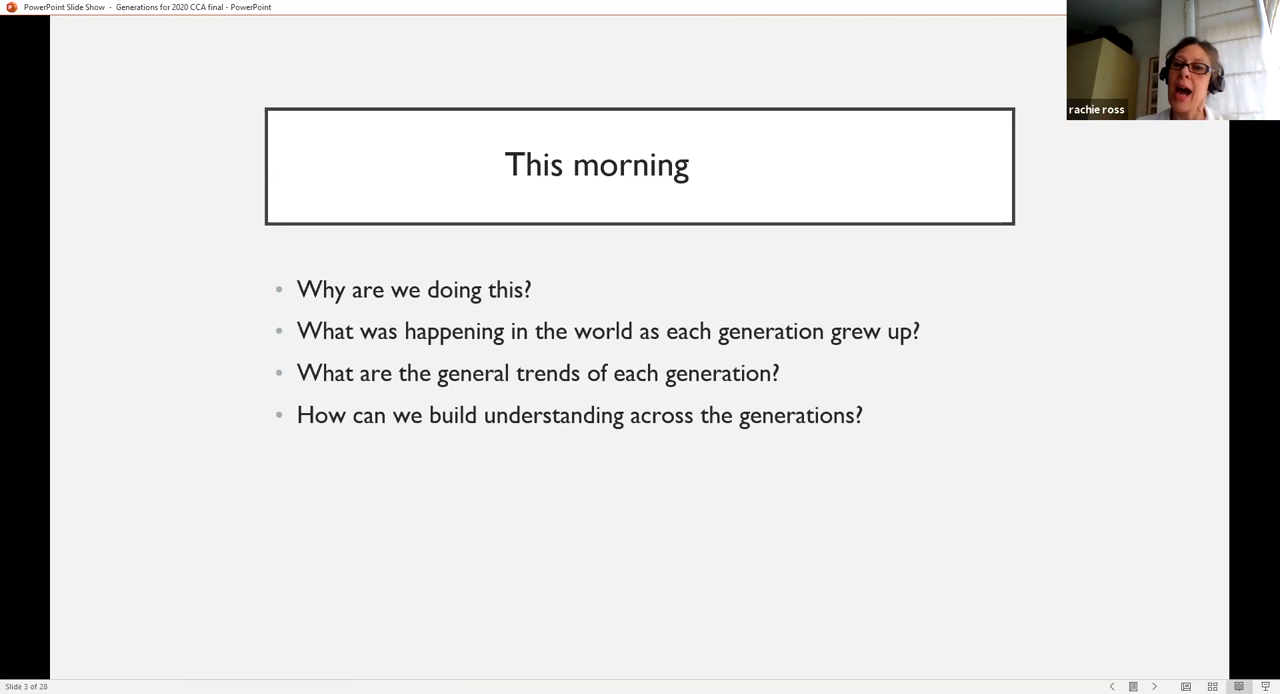 PowerPoint Slide Show - Generations for 2020 CCA final - PowerPoint
rachie ross
This morning
• Why are we doing this?
• What was happening in the world as each generation grew up?
• What are the general trends of each generation?
• How can we build understanding across the generations?
Slide 3 of 28